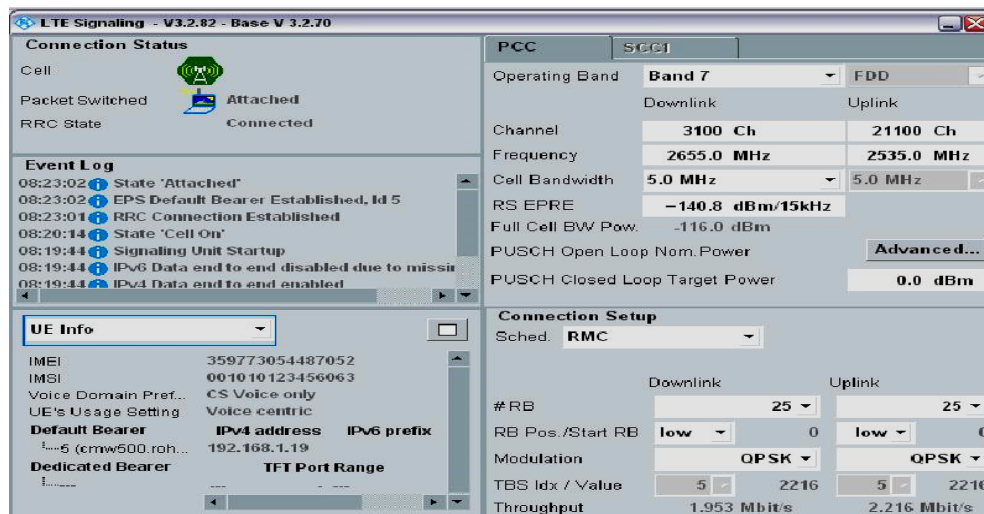 LTE Signaling - V3.2.82 - Base V 3.2.70
Connection Status
Cell
Packet Switched Attached
RRC State Connected
Event Log
08:23:02 State 'Attached'
08:23:02 EPS Default Bearer Established, Id 5
08:23:01 RRC Connection Established
08:20:14 State 'Cell On'
08:19:44 Signaling Unit Startup
08:19:44 IPv6 Data end to end disabled due to missin
08:19:44 IPv4 Data end to end enabled
UE Info
IMEI 359773054487052
IMSI 001010123456063
Voice Domain Pref... CS Voice only
UE's Usage Setting Voice centric
Default Bearer IPv4 address IPv6 prefix
5 (cmw500.roh... 192.168.1.19
Dedicated Bearer TFT Port Range
--- --- - ---
PCC SCC1
Operating Band Band 7 FDD
Downlink Uplink
Channel 3100 Ch 21100 Ch
Frequency 2655.0 MHz 2535.0 MHz
Cell Bandwidth 5.0 MHz 5.0 MHz
RS EPRE -140.8 dBm/15kHz
Full Cell BW Pow. -116.0 dBm
PUSCH Open Loop Nom.Power Advanced...
PUSCH Closed Loop Target Power 0.0 dBm
Connection Setup
Sched. RMC
Downlink Uplink
#RB 25 25
RB Pos./Start RB low 0 low 0
Modulation QPSK QPSK
TBS Idx / Value 5 2216 5 2216
Throughput 1.953 Mbit/s 2.216 Mbit/s